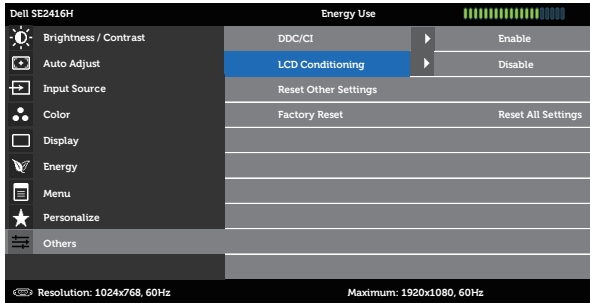 Dell SE2416H Energy Use
Brightness / Contrast DDC/CI Enable
Auto Adjust LCD Conditioning Disable
Input Source Reset Other Settings
Color Factory Reset Reset All Settings
Display
Energy
Menu
Personalize
Others
Resolution: 1024x768, 60Hz Maximum: 1920x1080, 60Hz